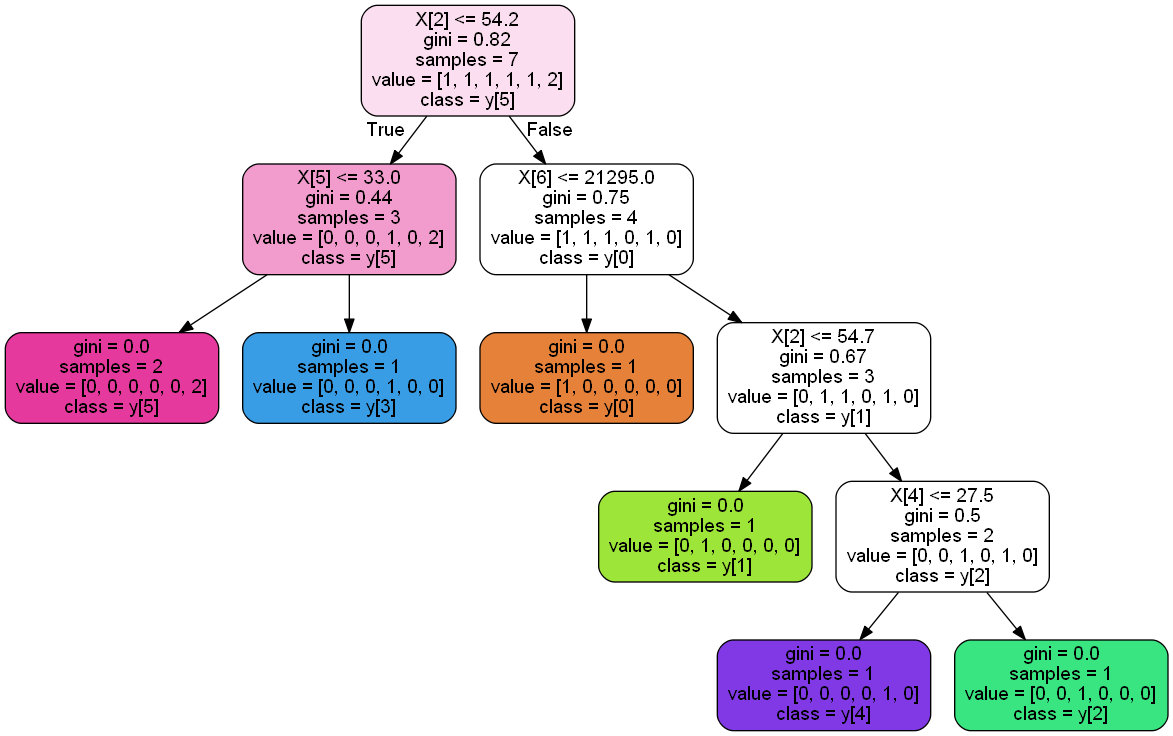 X[2] <= 54.2
gini = 0.82
samples = 7
value = [1, 1, 1, 1, 1, 2]
class = y[5]
True
False
X[5] <= 33.0
gini = 0.44
samples = 3
value = [0, 0, 0, 1, 0, 2]
class = y[5]
X[6] <= 21295.0
gini = 0.75
samples = 4
value = [1, 1, 1, 0, 1, 0]
class = y[0]
gini = 0.0
samples = 2
value = [0, 0, 0, 0, 0, 2]
class = y[5]
gini = 0.0
samples = 1
value = [0, 0, 0, 1, 0, 0]
class = y[3]
gini = 0.0
samples = 1
value = [1, 0, 0, 0, 0, 0]
class = y[0]
X[2] <= 54.7
gini = 0.67
samples = 3
value = [0, 1, 1, 0, 1, 0]
class = y[1]
gini = 0.0
samples = 1
value = [0, 1, 0, 0, 0, 0]
class = y[1]
X[4] <= 27.5
gini = 0.5
samples = 2
value = [0, 0, 1, 0, 1, 0]
class = y[2]
gini = 0.0
samples = 1
value = [0, 0, 0, 0, 1, 0]
class = y[4]
gini = 0.0
samples = 1
value = [0, 0, 1, 0, 0, 0]
class = y[2]